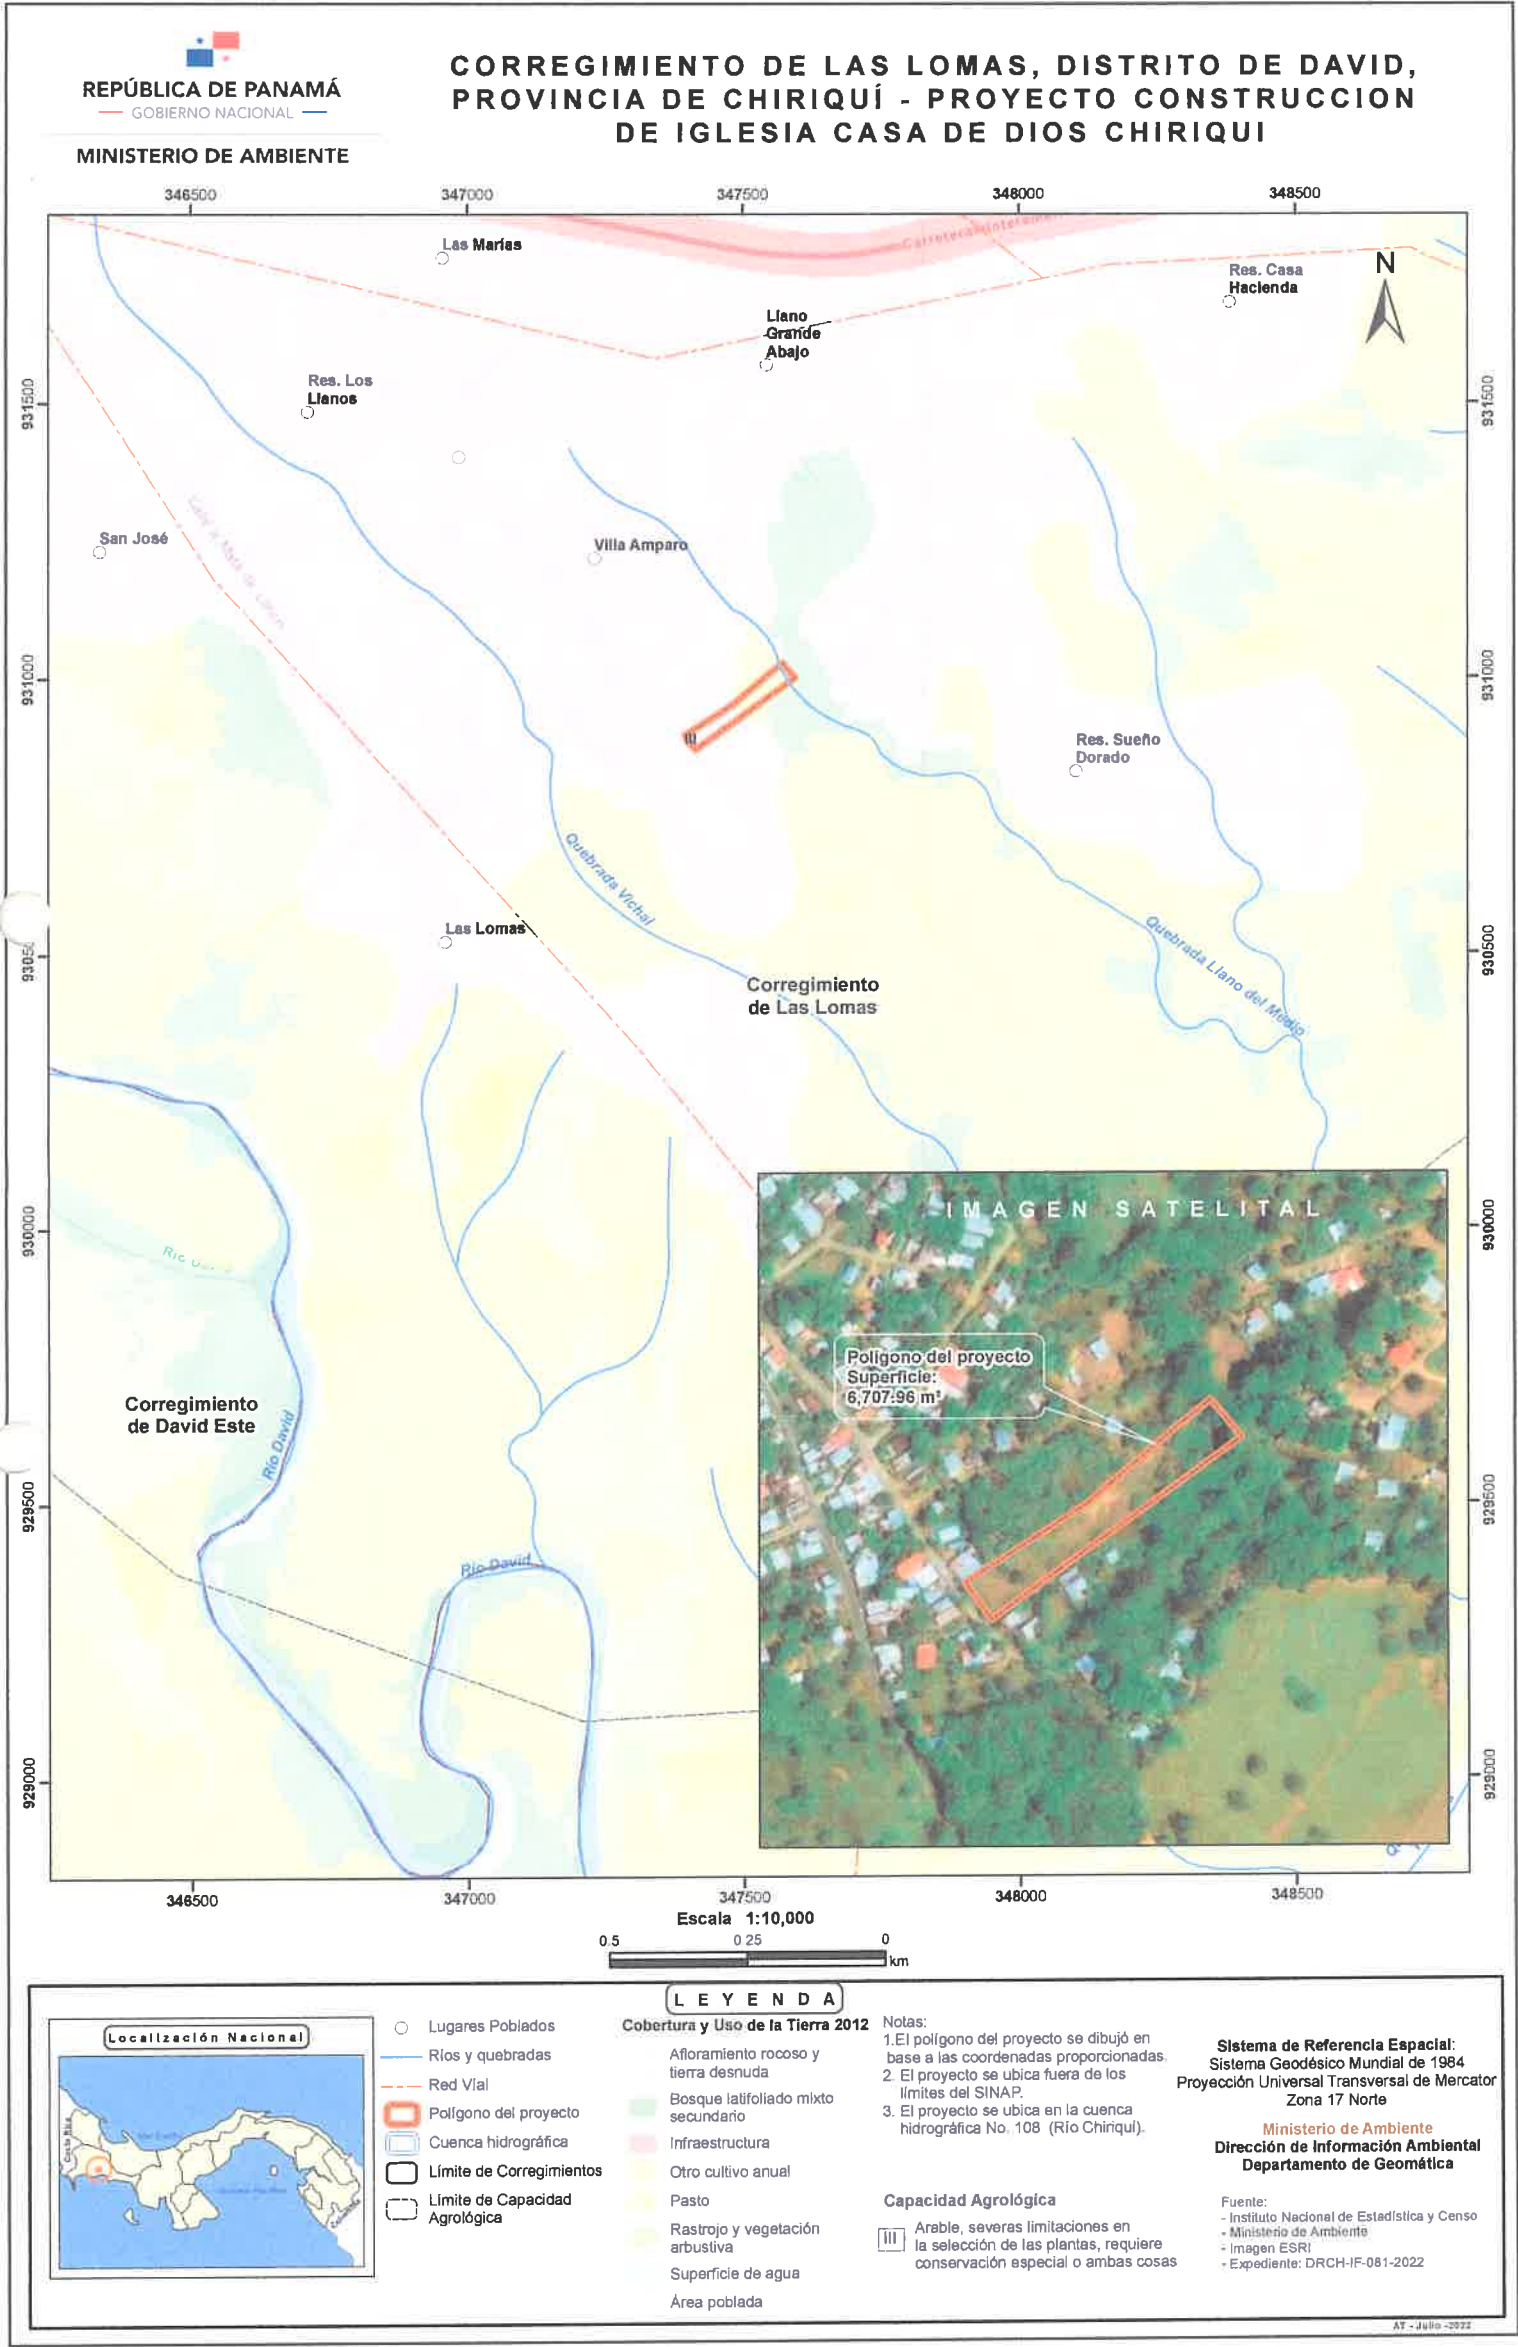 REPÚBLICA DE PANAMÁ
GOBIERNO NACIONAL
MINISTERIO DE AMBIENTE
CORREGIMIENTO DE LAS LOMAS, DISTRITO DE DAVID,
PROVINCIA DE CHIRIQUÍ - PROYECTO CONSTRUCCION
DE IGLESIA CASA DE DIOS CHIRIQUI
346500
347000
347500
348000
348500
Las Marías
Res. Casa
Hacienda
N
Llano
Grande
Abajo
Res. Los
Llanos
931500
931500
San José
Villa Amparo
931000
931000
III
Res. Sueño
Dorado
Quebrada Vichal
Las Lomas
Quebrada Llano del Medio
930500
Corregimiento
de Las Lomas
930000
930000
Río
IMAGEN SATELITAL
Polígono del proyecto
Superficie:
6,707.96 m²
Corregimiento
de David Este
Río David
929500
929500
Río David
929000
929000
346500
347000
347500
348000
348500
Escala 1:10,000
0.5
0.25
0
km
LEYENDA
Localización Nacional
Costa Rica
Lugares Poblados
Ríos y quebradas
Red Vial
Polígono del proyecto
Cuenca hidrográfica
Límite de Corregimientos
Límite de Capacidad
Agrológica
Cobertura y Uso de la Tierra 2012
Afloramiento rocoso y
tierra desnuda
Bosque latifoliado mixto
secundario
Infraestructura
Otro cultivo anual
Pasto
Rastrojo y vegetación
arbustiva
Superficie de agua
Área poblada
Notas:
1.El polígono del proyecto se dibujó en
base a las coordenadas proporcionadas.
2. El proyecto se ubica fuera de los
límites del SINAP.
3. El proyecto se ubica en la cuenca
hidrográfica No. 108 (Río Chiriquí).
Capacidad Agrológica
III
Arable, severas limitaciones en
la selección de las plantas, requiere
conservación especial o ambas cosas
Sistema de Referencia Espacial:
Sistema Geodésico Mundial de 1984
Proyección Universal Transversal de Mercator
Zona 17 Norte
Ministerio de Ambiente
Dirección de Información Ambiental
Departamento de Geomática
Fuente:
- Instituto Nacional de Estadística y Censo
- Ministerio de Ambiente
- Imagen ESRI
- Expediente: DRCH-IF-081-2022
AT - Julio -2022